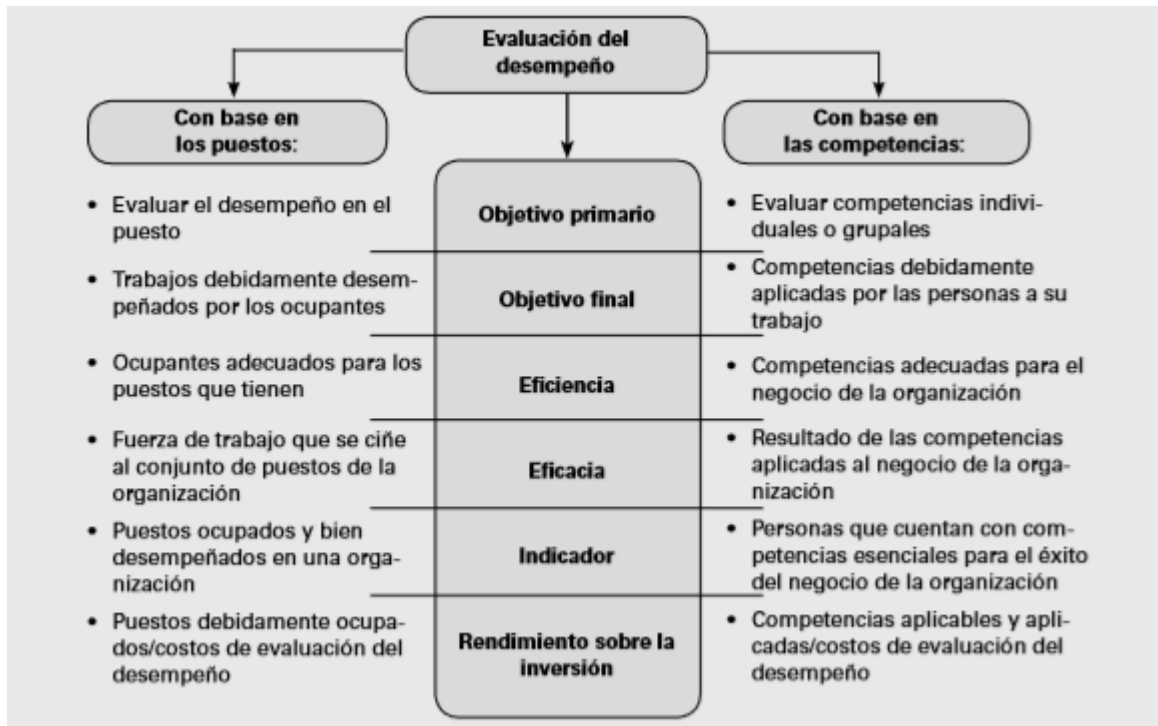 Evaluación del
desempeño
Con base en
los puestos:
Con base en
las competencias:
• Evaluar el desempeño en el
puesto
Objetivo primario
• Evaluar competencias indivi-
duales o grupales
• Trabajos debidamente desem-
peñados por los ocupantes
Objetivo final
• Competencias debidamente
aplicadas por las personas a su
trabajo
• Ocupantes adecuados para los
puestos que tienen
Eficiencia
• Competencias adecuadas para el
negocio de la organización
• Fuerza de trabajo que se ciñe
al conjunto de puestos de la
organización
Eficacia
• Resultado de las competencias
aplicadas al negocio de la orga-
nización
• Puestos ocupados y bien
desempeñados en una orga-
nización
Indicador
• Personas que cuentan con com-
petencias esenciales para el éxito
del negocio de la organización
• Puestos debidamente ocupa-
dos/costos de evaluación del
desempeño
Rendimiento sobre la
inversión
• Competencias aplicables y apli-
cadas/costos de evaluación del
desempeño